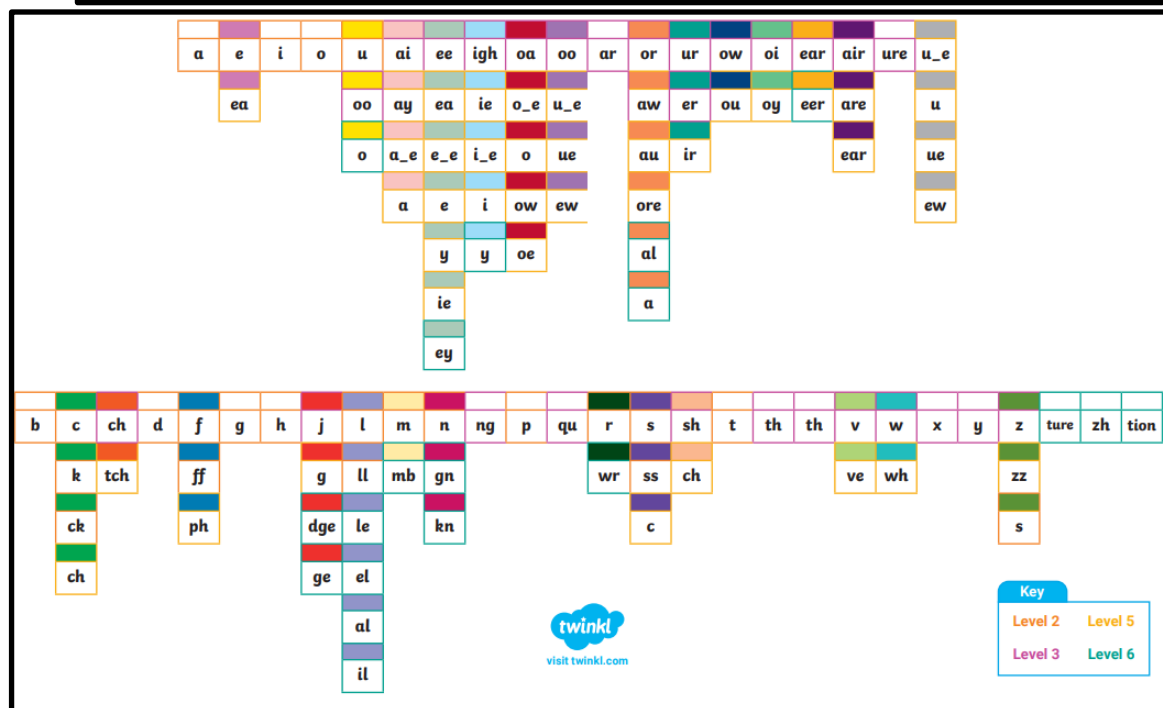 a e i o u ai ee igh oa oo ar or ur ow oi ear air ure u_e
ea oo ay ea ie o_e u_e aw er ou oy eer are u
o a_e e_e i_e o ue au ir ear ue
a e i ow ew ore ew
y y oe al
ie a
ey
b c ch d f g h j l m n ng p qu r s sh t th th v w x y z ture zh tion
k tch ff g ll mb gn wr ss ch ve wh zz
ck ph dge le kn c s
ch ge el
al
il
twinkl
visit twinkl.com
Key
Level 2 Level 5
Level 3 Level 6